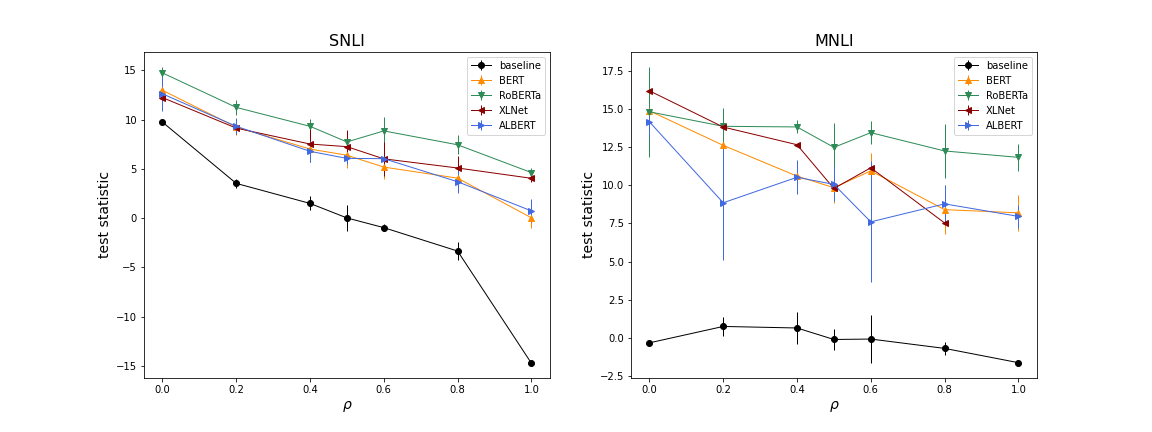 SNLI
baseline
BERT
RoBERTa
XLNet
ALBERT
15
10
5
0
−5
−10
−15
test statistic
0.0 0.2 0.4 0.6 0.8 1.0
ρ
MNLI
baseline
BERT
RoBERTa
XLNet
ALBERT
17.5
15.0
12.5
10.0
7.5
5.0
2.5
0.0
−2.5
test statistic
0.0 0.2 0.4 0.6 0.8 1.0
ρ